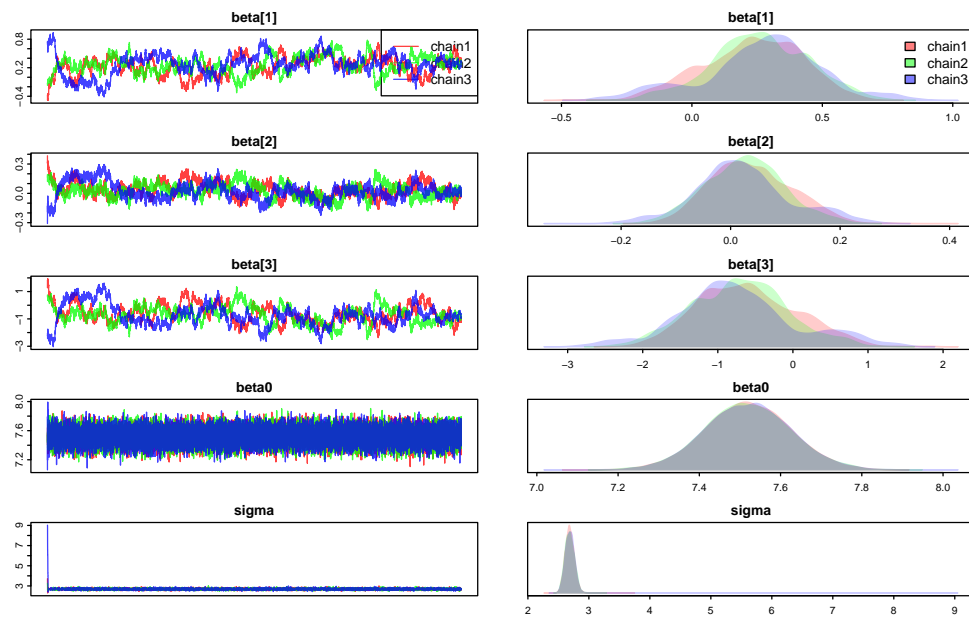 beta[1]
0.8
0.2
−0.4
chain1
chain2
chain3
beta[1]
chain1
chain2
chain3
−0.5 0.0 0.5 1.0
beta[2]
0.3
0.0
−0.3
beta[2]
−0.2 0.0 0.2 0.4
beta[3]
1
−1
−3
beta[3]
−3 −2 −1 0 1 2
beta0
8.0
7.6
7.2
beta0
7.0 7.2 7.4 7.6 7.8 8.0
sigma
9
7
5
3
sigma
2 3 4 5 6 7 8 9